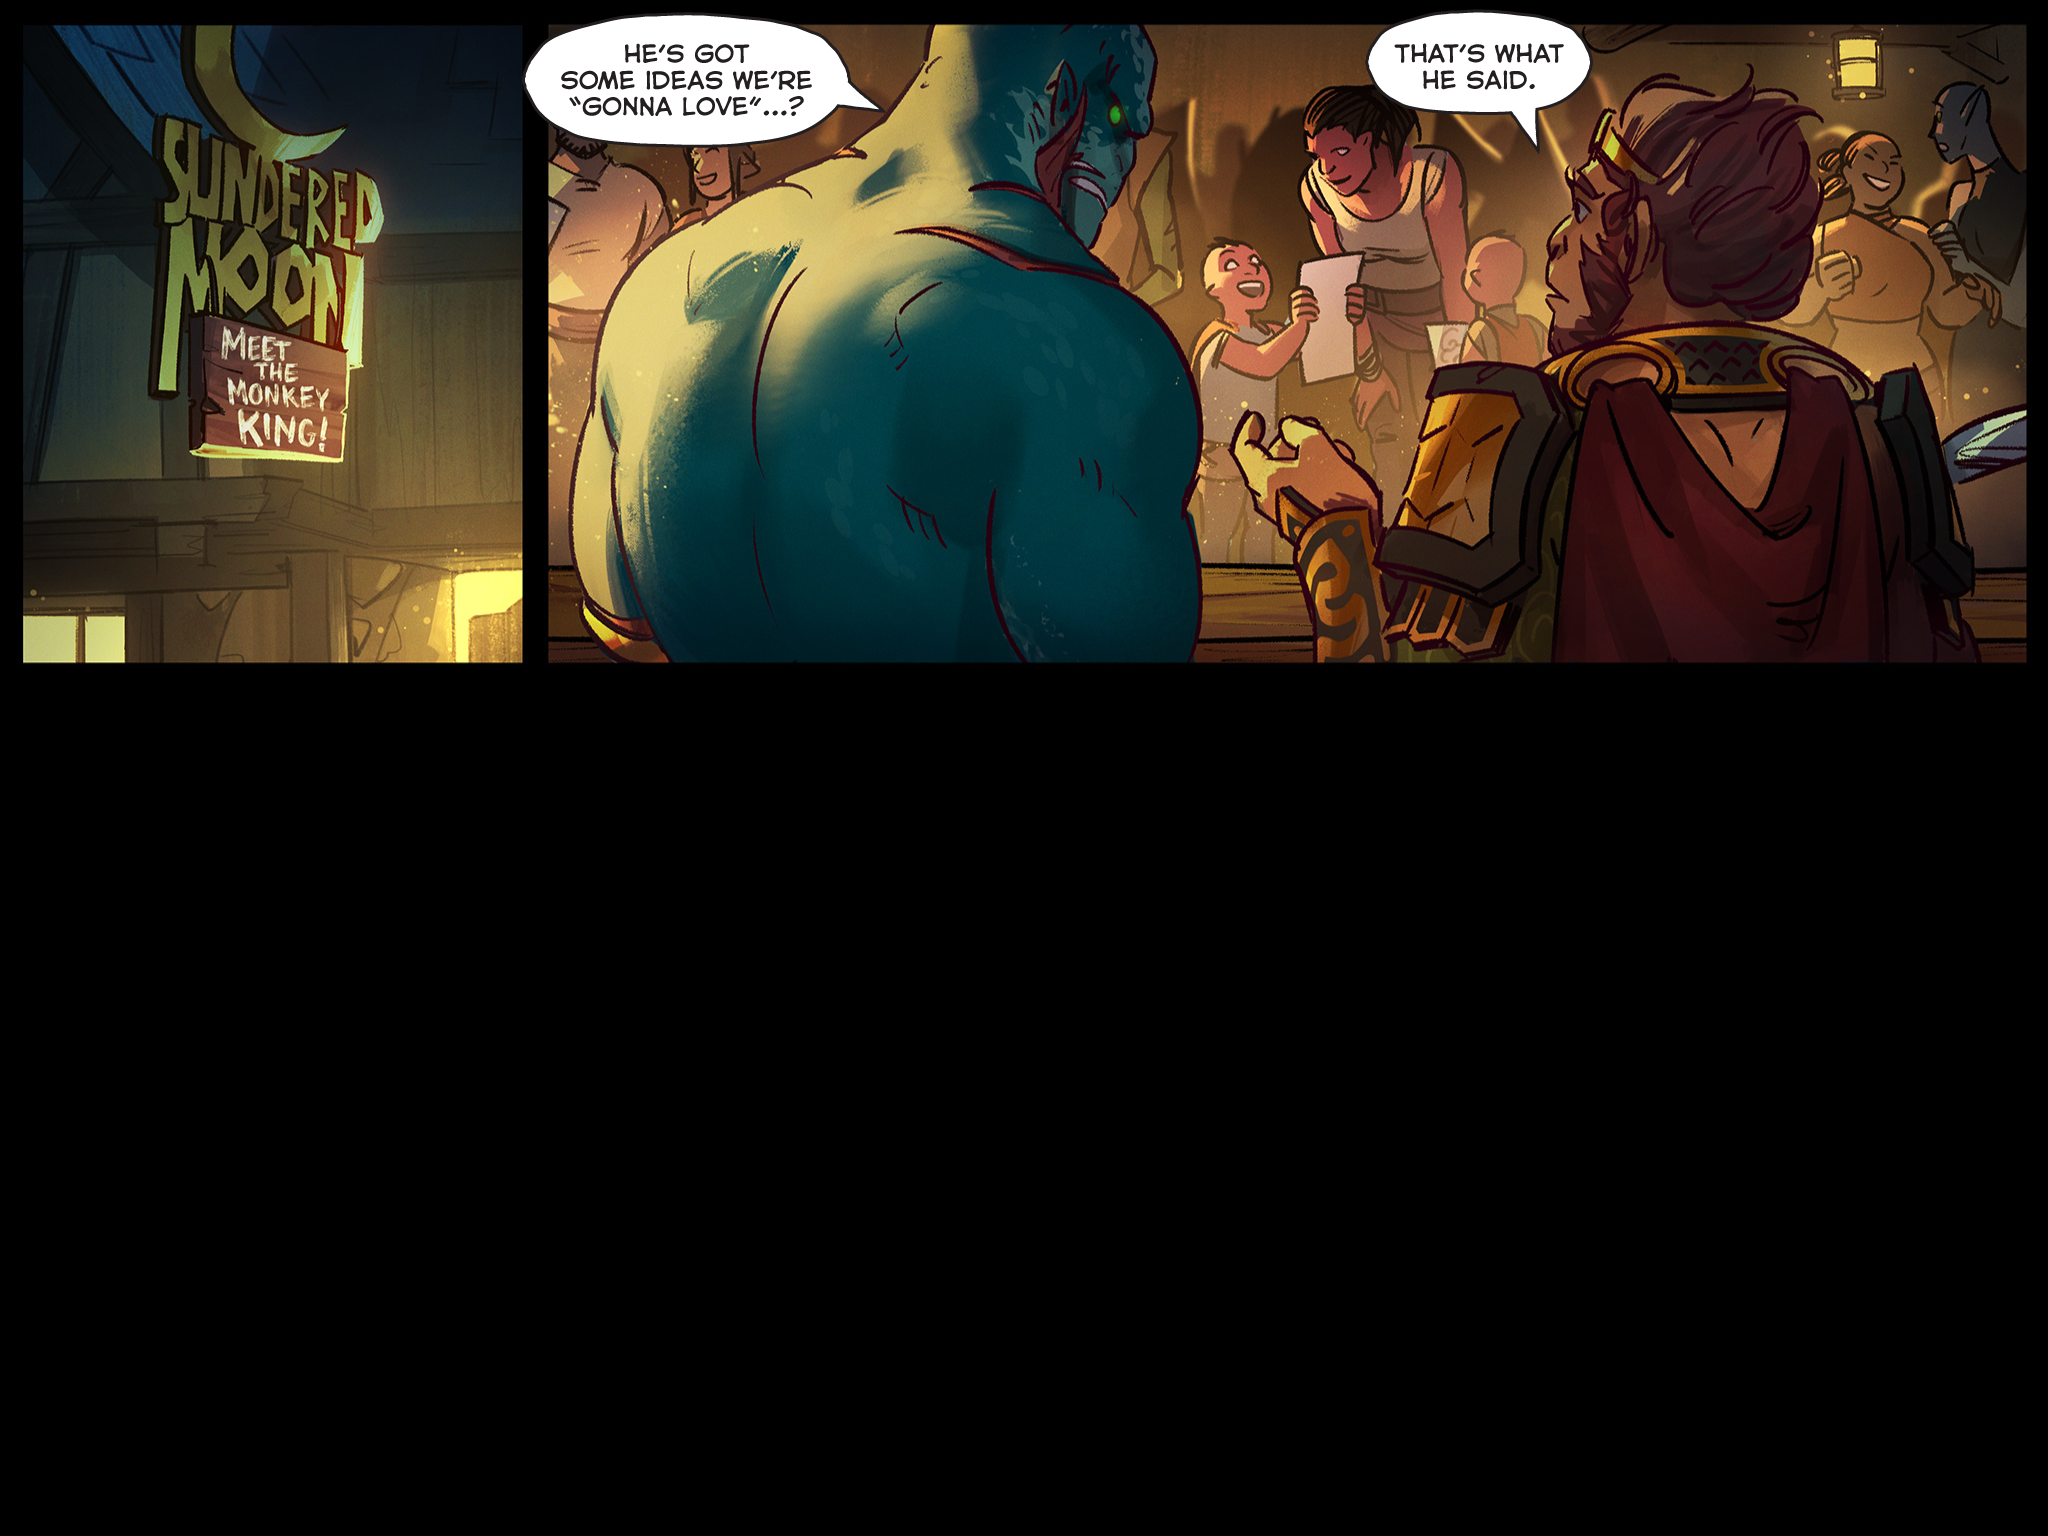 SUNDERED
MOON
MEET
THE
MONKEY
KING!
HE'S GOT
SOME IDEAS WE'RE
"GONNA LOVE"...?
THAT'S WHAT
HE SAID.